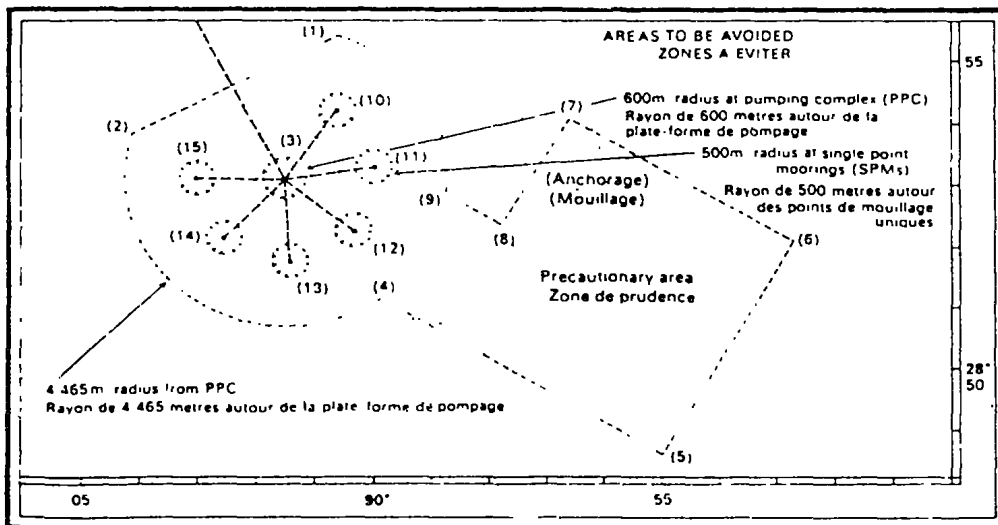 AREAS TO BE AVOIDED
ZONES A EVITER
55
(1)
(2)
(10)
(7)
600m radius at pumping complex (PPC)
Rayon de 600 metres autour de la
plate-forme de pompage
(15)
(3)
(11)
500m radius at single point
moorings (SPMs)
Rayon de 500 metres autour
des points de mouillage
uniques
(Anchorage)
(Mouillage)
(9)
(8)
(6)
(14)
(12)
(13)
(4)
Precautionary area
Zone de prudence
28°
50
4 465m radius from PPC
Rayon de 4 465 metres autour de la plate forme de pompage
(5)
05
90°
55